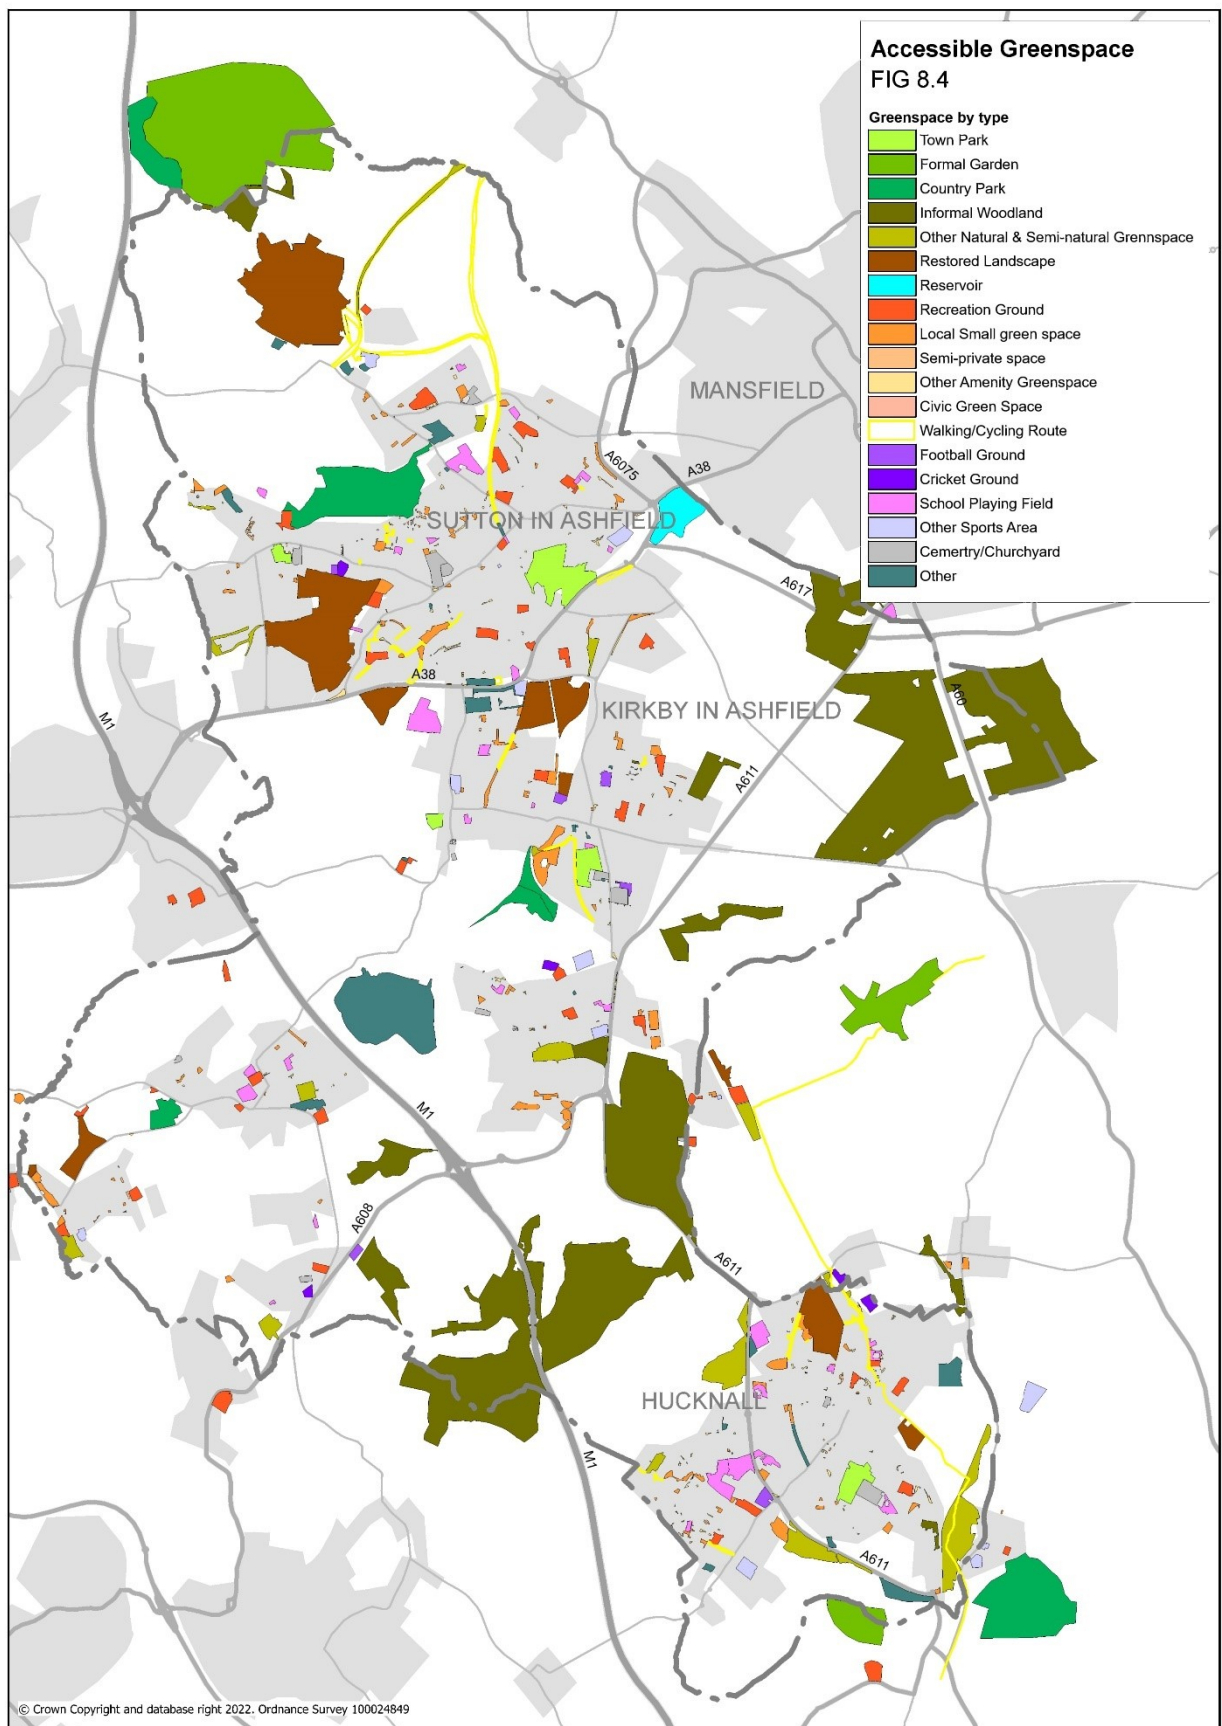 Accessible Greenspace
FIG 8.4
Greenspace by type
Town Park
Formal Garden
Country Park
Informal Woodland
Other Natural & Semi-natural Grennspace
Restored Landscape
Reservoir
Recreation Ground
Local Small green space
Semi-private space
Other Amenity Greenspace
Civic Green Space
Walking/Cycling Route
Football Ground
Cricket Ground
School Playing Field
Other Sports Area
Cemertry/Churchyard
Other
MANSFIELD
A6075
A38
SUTTON IN ASHFIELD
A617
A38
A60
M1
KIRKBY IN ASHFIELD
A611
M1
A608
A611
HUCKNALL
M1
A611
© Crown Copyright and database right 2022. Ordnance Survey 100024849